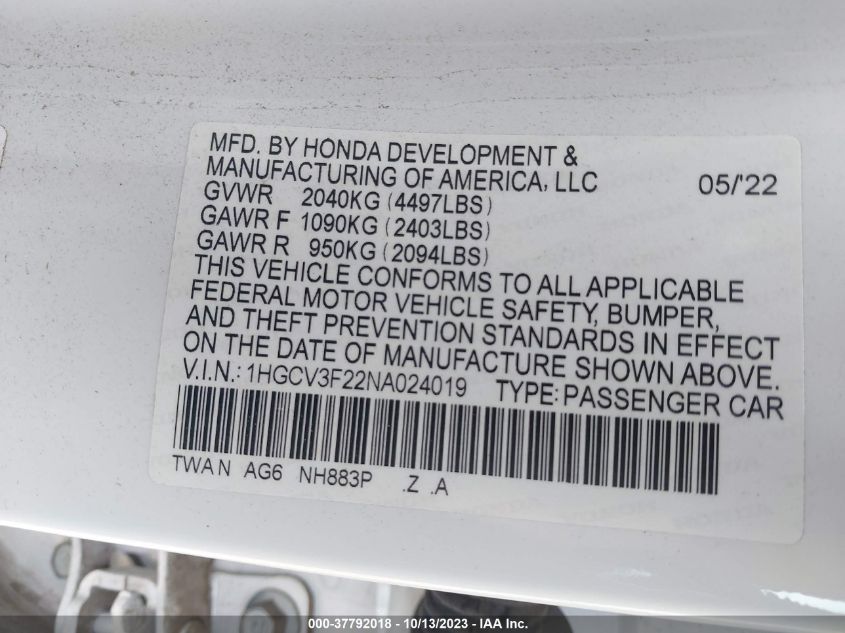 MFD. BY HONDA DEVELOPMENT &
MANUFACTURING OF AMERICA, LLC 05/'22
GVWR 2040KG (4497LBS)
GAWR F 1090KG (2403LBS)
GAWR R 950KG (2094LBS)
THIS VEHICLE CONFORMS TO ALL APPLICABLE
FEDERAL MOTOR VEHICLE SAFETY, BUMPER,
AND THEFT PREVENTION STANDARDS IN EFFECT
ON THE DATE OF MANUFACTURE SHOWN ABOVE.
V.I.N.: 1HGCV3F22NA024019 TYPE: PASSENGER CAR
TWA N AG6 NH883P .Z .A
000-37792018 - 10/13/2023 - IAA Inc.